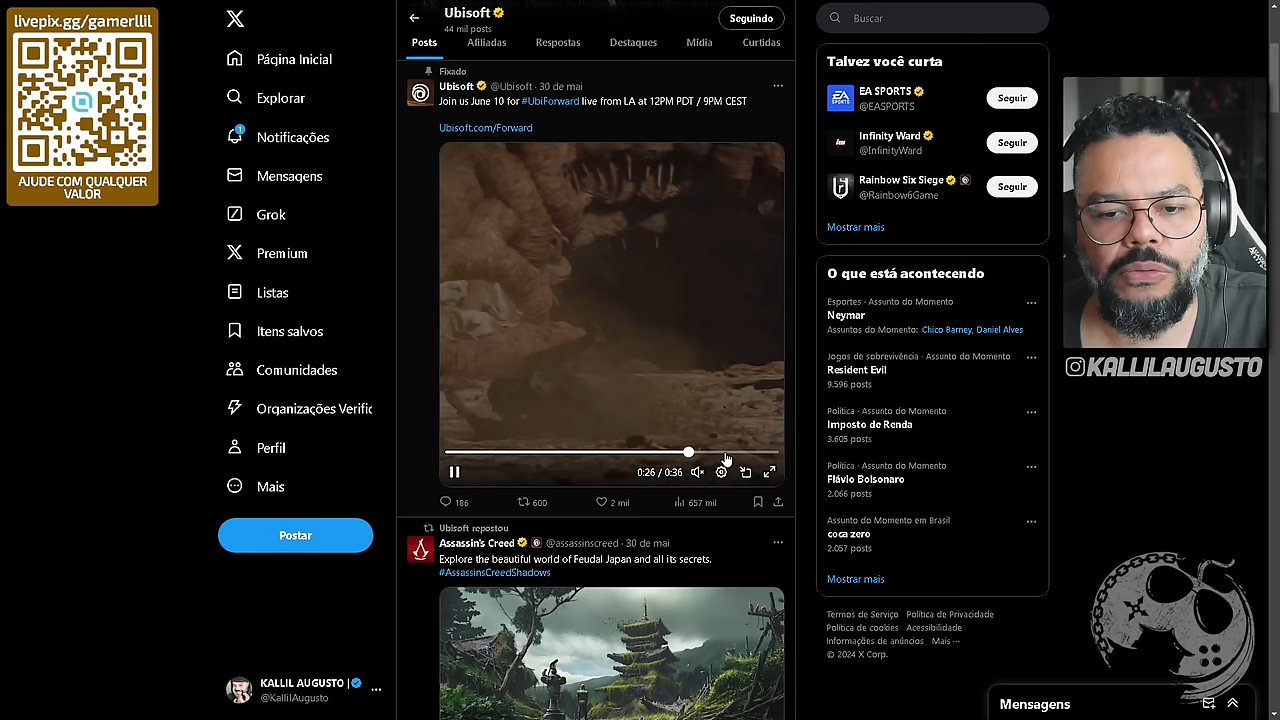 livepix.gg/gamerllil
AJUDE COM QUALQUER
VALOR
Página Inicial
Explorar
1
Notificações
Mensagens
Grok
Premium
Listas
Itens salvos
Comunidades
Organizações Verific
Perfil
Mais
Postar
KALLIL AUGUSTO |
@KallilAugusto
Ubisoft
44 mil posts
Seguindo
Posts
Afiliadas
Respostas
Destaques
Mídia
Curtidas
Fixado
Ubisoft @Ubisoft · 30 de mai
Join us June 10 for #UbiForward live from LA at 12PM PDT / 9PM CEST
Ubisoft.com/Forward
0:26 / 0:36
186
600
2 mil
657 mil
Ubisoft repostou
Assassin's Creed @assassinscreed · 30 de mai
Explore the beautiful world of Feudal Japan and all its secrets.
#AssassinsCreedShadows
Buscar
Talvez você curta
EA SPORTS
@EASPORTS
Seguir
Infinity Ward
@InfinityWard
Seguir
Rainbow Six Siege
@Rainbow6Game
Seguir
Mostrar mais
O que está acontecendo
Esportes · Assunto do Momento
Neymar
Assuntos do Momento: Chico Barney, Daniel Alves
Jogos de sobrevivência · Assunto do Momento
Resident Evil
9.596 posts
Política · Assunto do Momento
Imposto de Renda
3.605 posts
Política · Assunto do Momento
Flávio Bolsonaro
2.066 posts
Assunto do Momento em Brasil
coca zero
2.057 posts
Mostrar mais
Termos de Serviço Política de Privacidade
Política de cookies Acessibilidade
Informações de anúncios Mais ···
© 2024 X Corp.
Mensagens
KALLILAUGUSTO